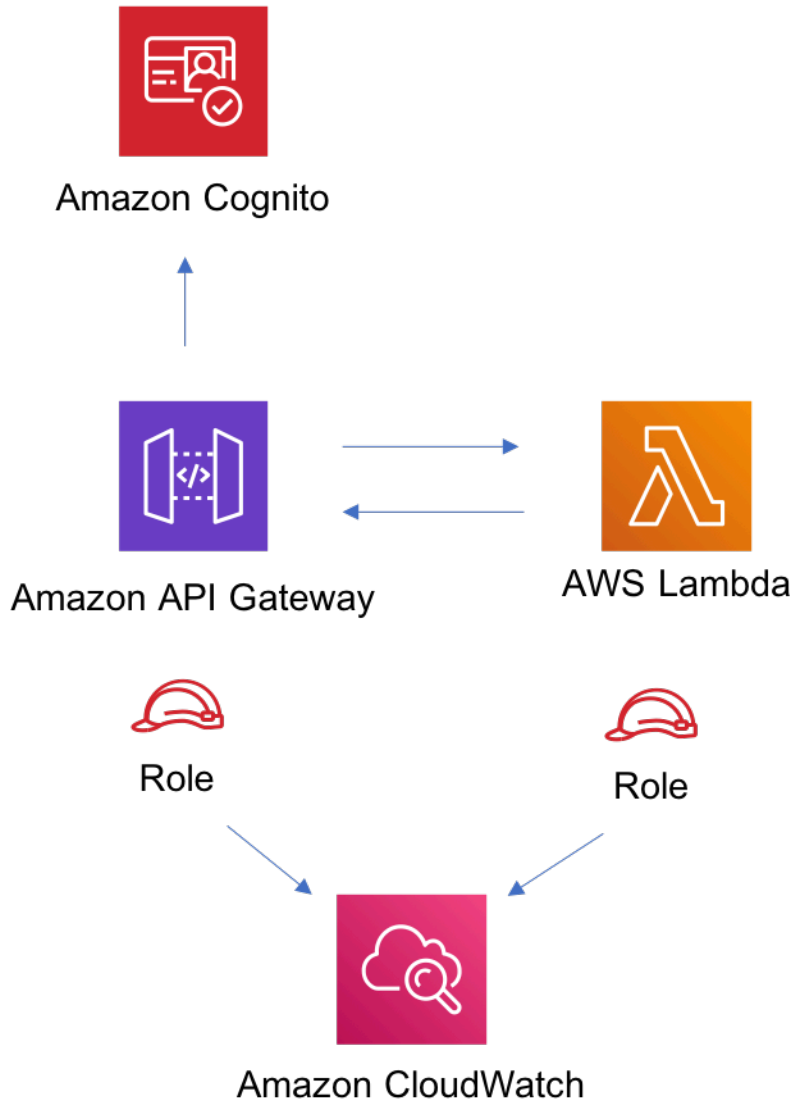 Amazon Cognito
</>
Amazon API Gateway
AWS Lambda
Role
Role
Amazon CloudWatch